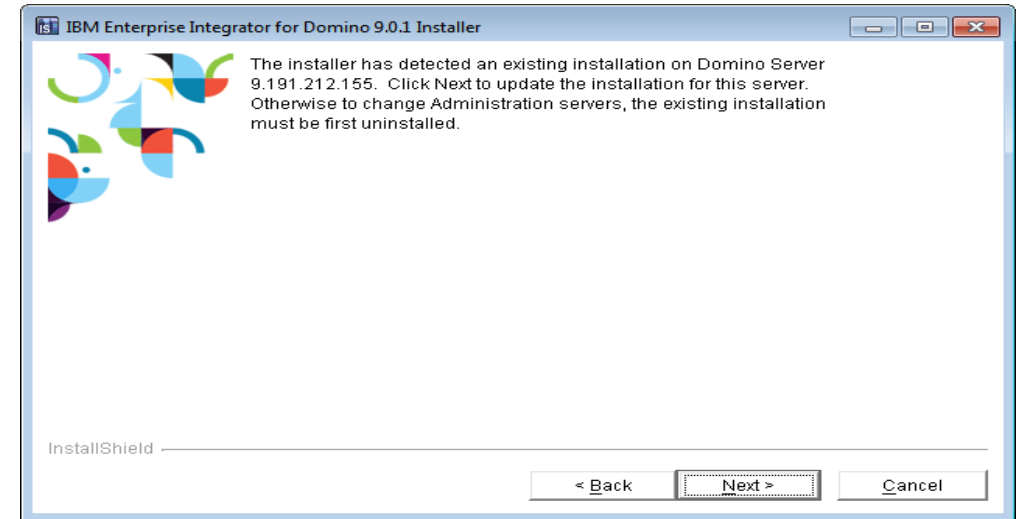 IBM Enterprise Integrator for Domino 9.0.1 Installer
The installer has detected an existing installation on Domino Server
9.191.212.155.  Click Next to update the installation for this server.
Otherwise to change Administration servers, the existing installation
must be first uninstalled.
InstallShield
< Back
Next >
Cancel